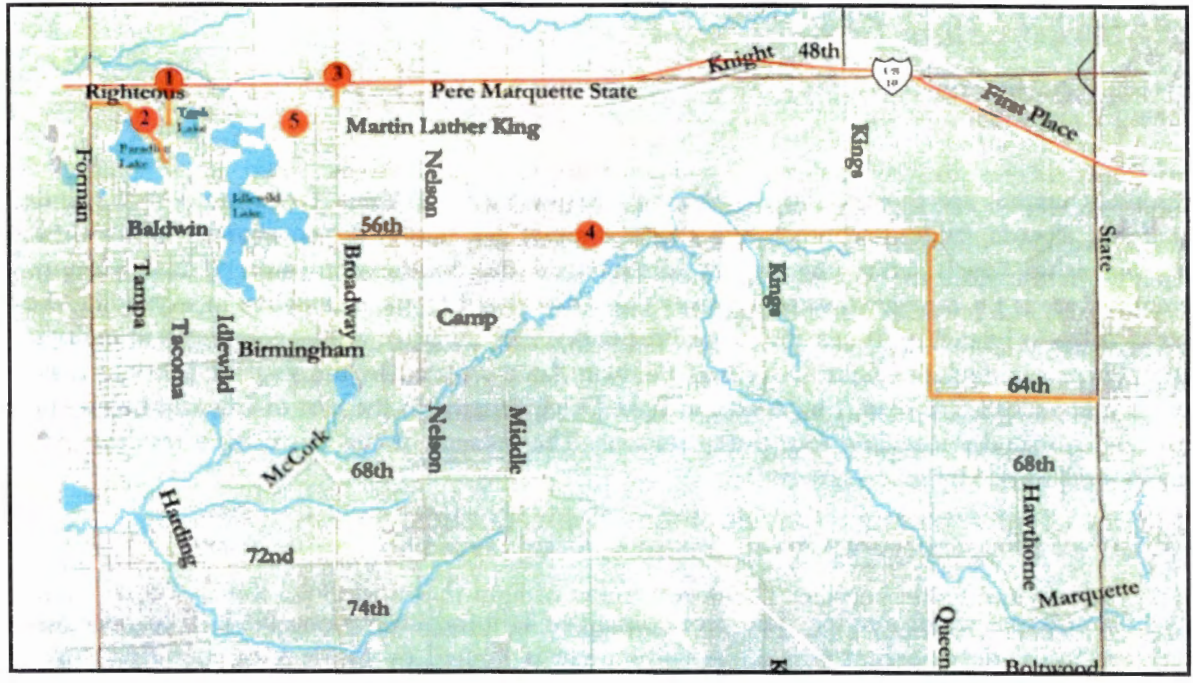 48th
Knight
1
3
Righteous
Pere Marquette State
First Place
2
5
Martin Luther King
Lake
Paradise
Lake
Forman
Nelson
Kings
Idlewild
Lake
Baldwin
56th
4
State
Tampa
Broadway
Kings
Camp
Tacoma
Idlewild
Birmingham
64th
Nelson
Middle
McCork
68th
68th
Harding
Hawthorne
72nd
Marquette
74th
Queen
K
Boltwood